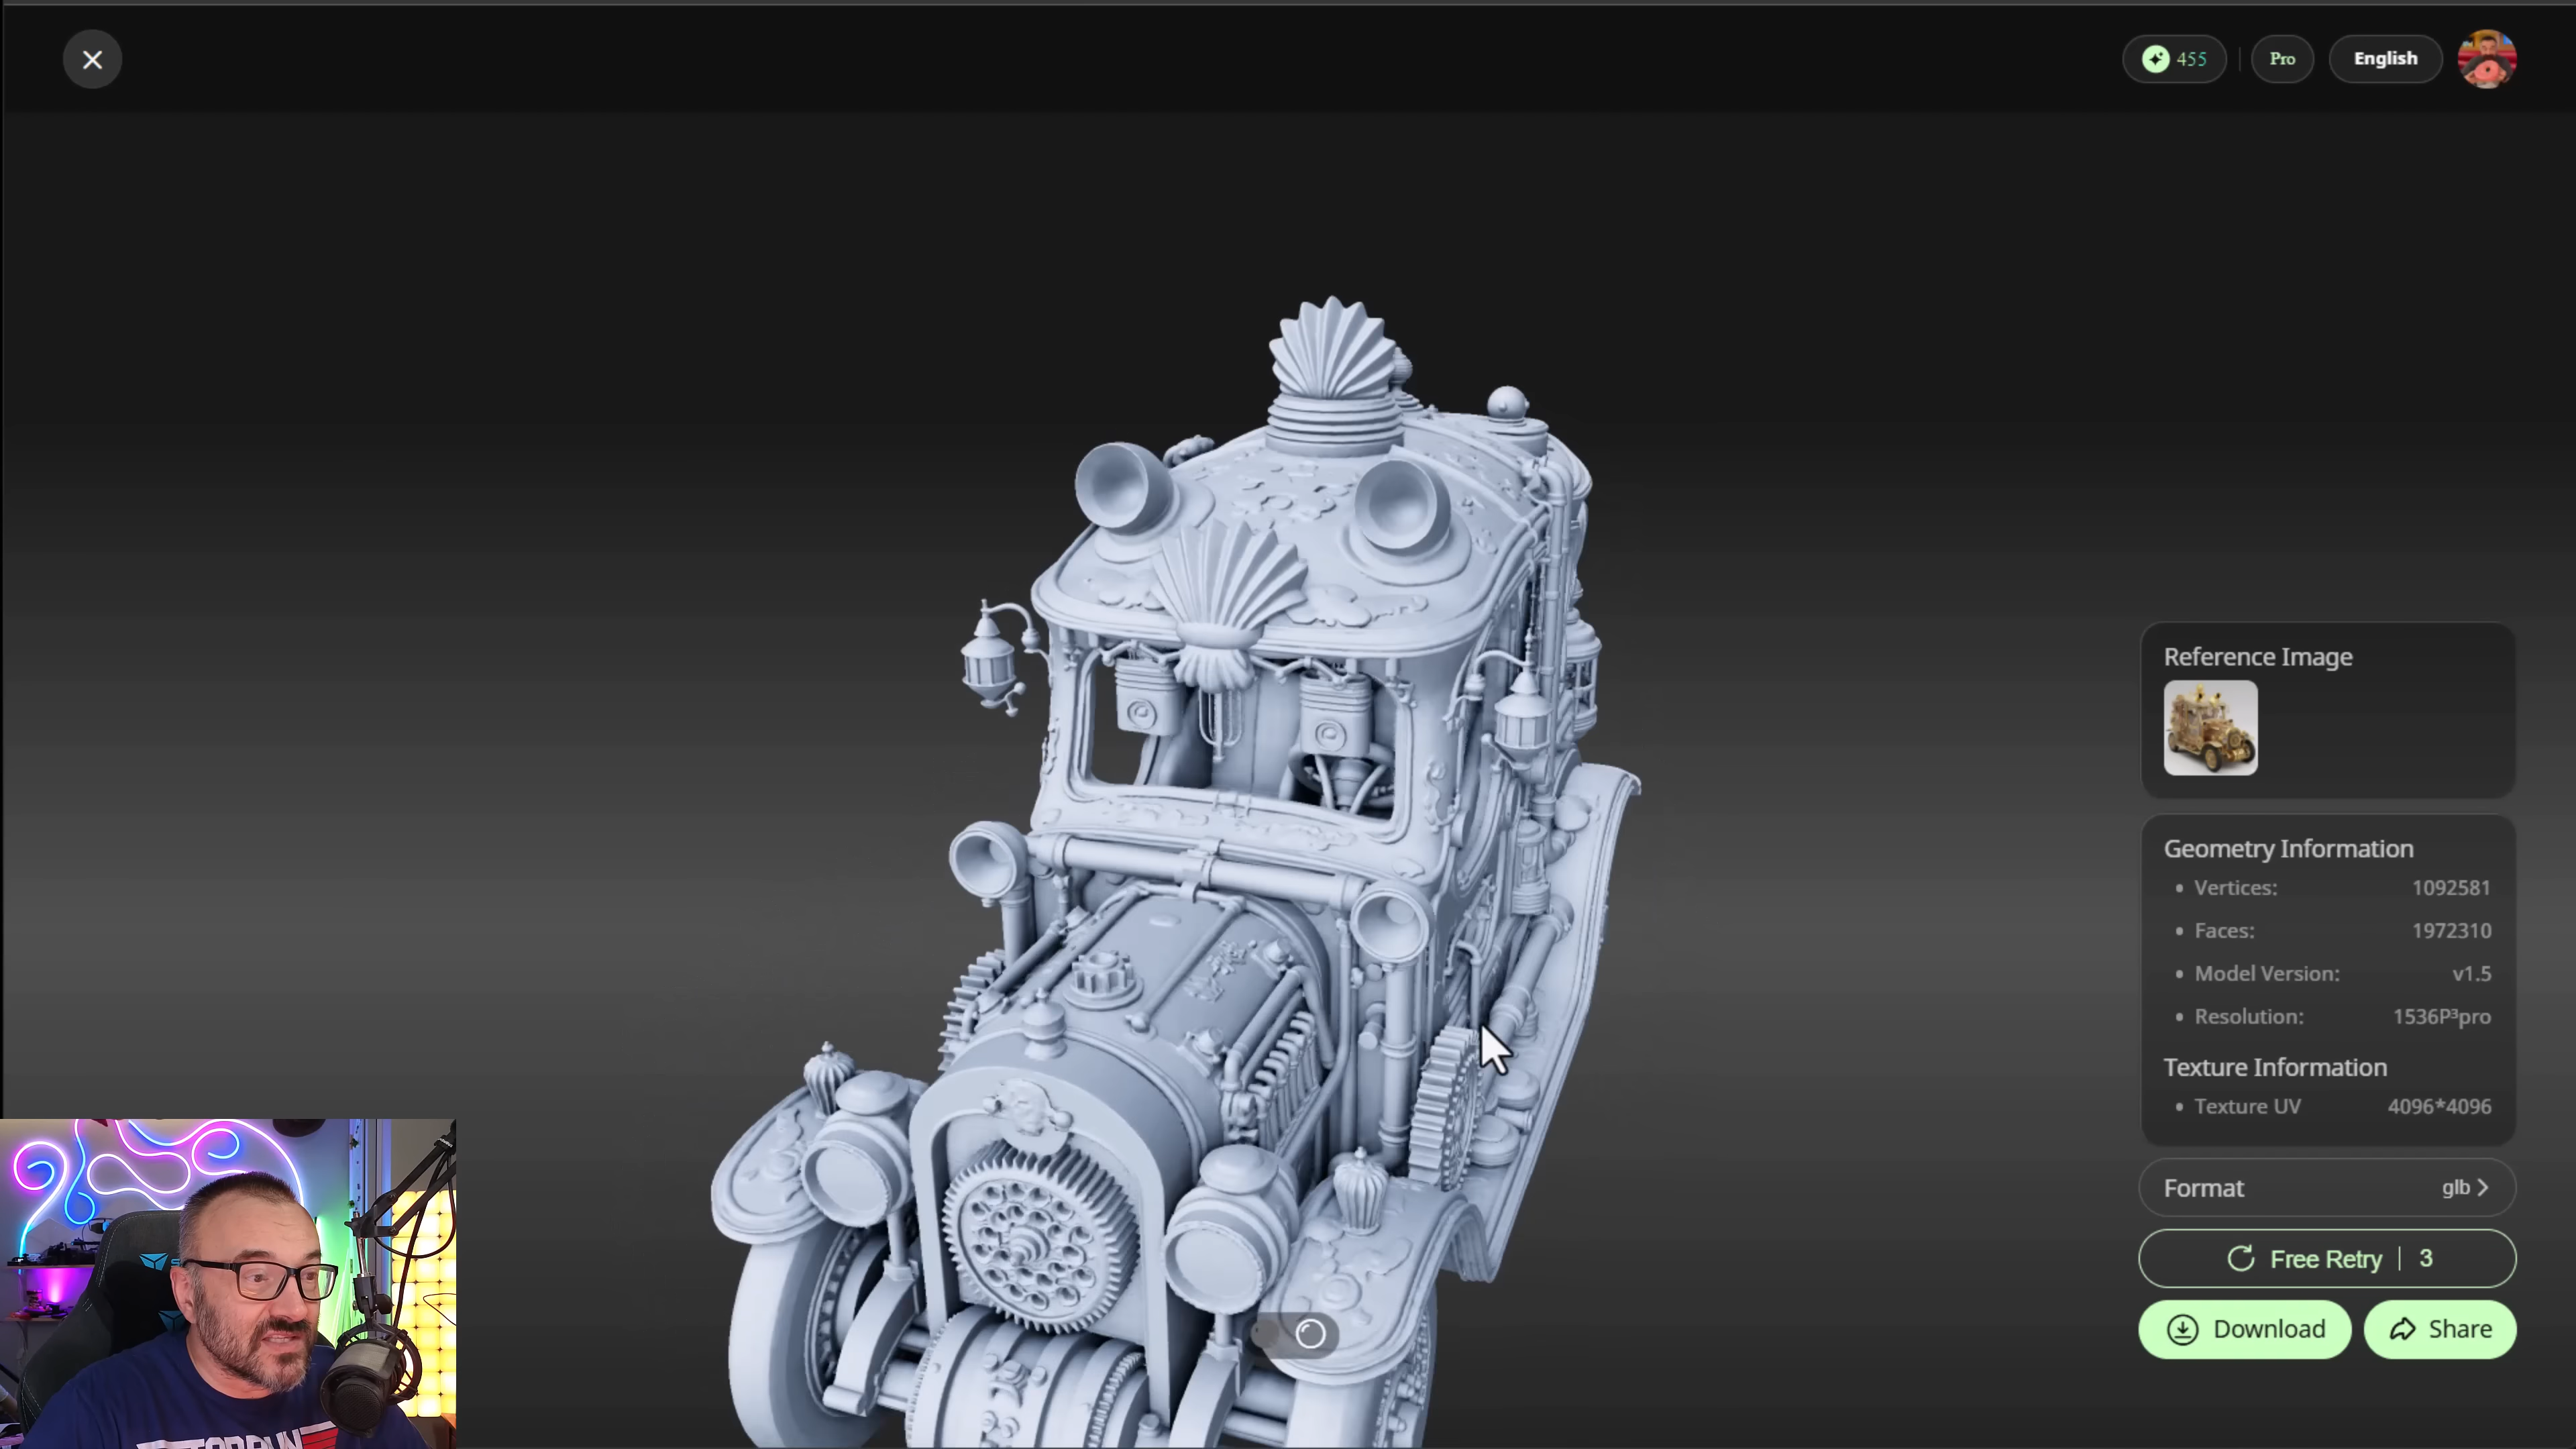 455
Pro
English
Reference Image
Geometry Information
• Vertices: 1092581
• Faces: 1972310
• Model Version: v1.5
• Resolution: 1536P³pro
Texture Information
• Texture UV 4096*4096
Format glb
Free Retry | 3
Download
Share